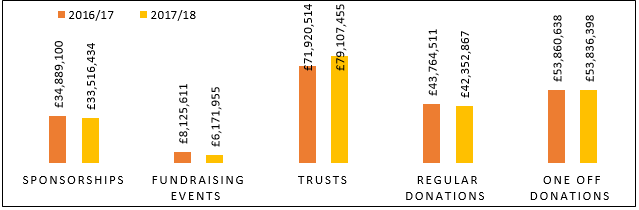 2016/17 2017/18
£34,889,100
£33,516,434
£8,125,611
£6,171,955
£71,920,514
£79,107,455
£43,764,511
£42,352,867
£53,860,638
£53,836,398
SPONSORSHIPS
FUNDRAISING
EVENTS
TRUSTS
REGULAR
DONATIONS
ONE OFF
DONATIONS